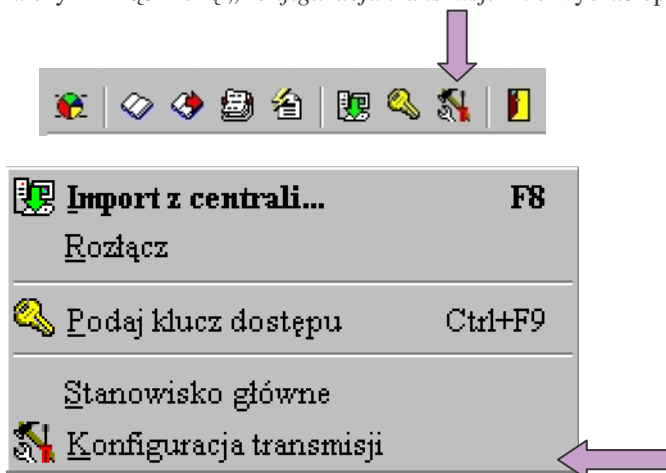 Import z centrali... F8
Rozłącz
Podaj klucz dostępu Ctrl+F9
Stanowisko główne
Konfiguracja transmisji